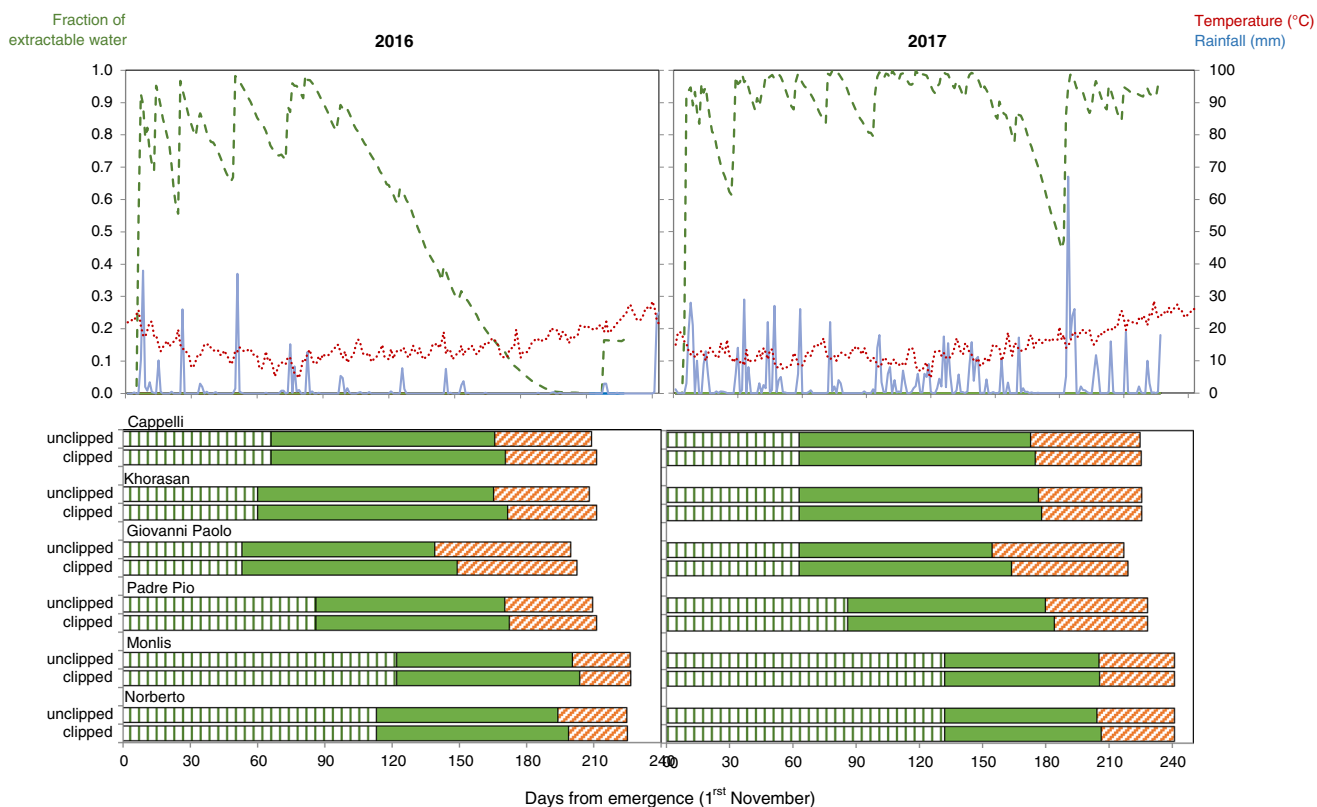 Fraction of
extractable water
2016
2017
Temperature (°C)
Rainfall (mm)
1.0
0.9
0.8
0.7
0.6
0.5
0.4
0.3
0.2
0.1
0.0
100
90
80
70
60
50
40
30
20
10
0
Cappelli
unclipped
clipped
Khorasan
unclipped
clipped
Giovanni Paolo
unclipped
clipped
Padre Pio
unclipped
clipped
Monlis
unclipped
clipped
Norberto
unclipped
clipped
0 30 60 90 120 150 180 210 240
0 30 60 90 120 150 180 210 240
Days from emergence (1rst November)